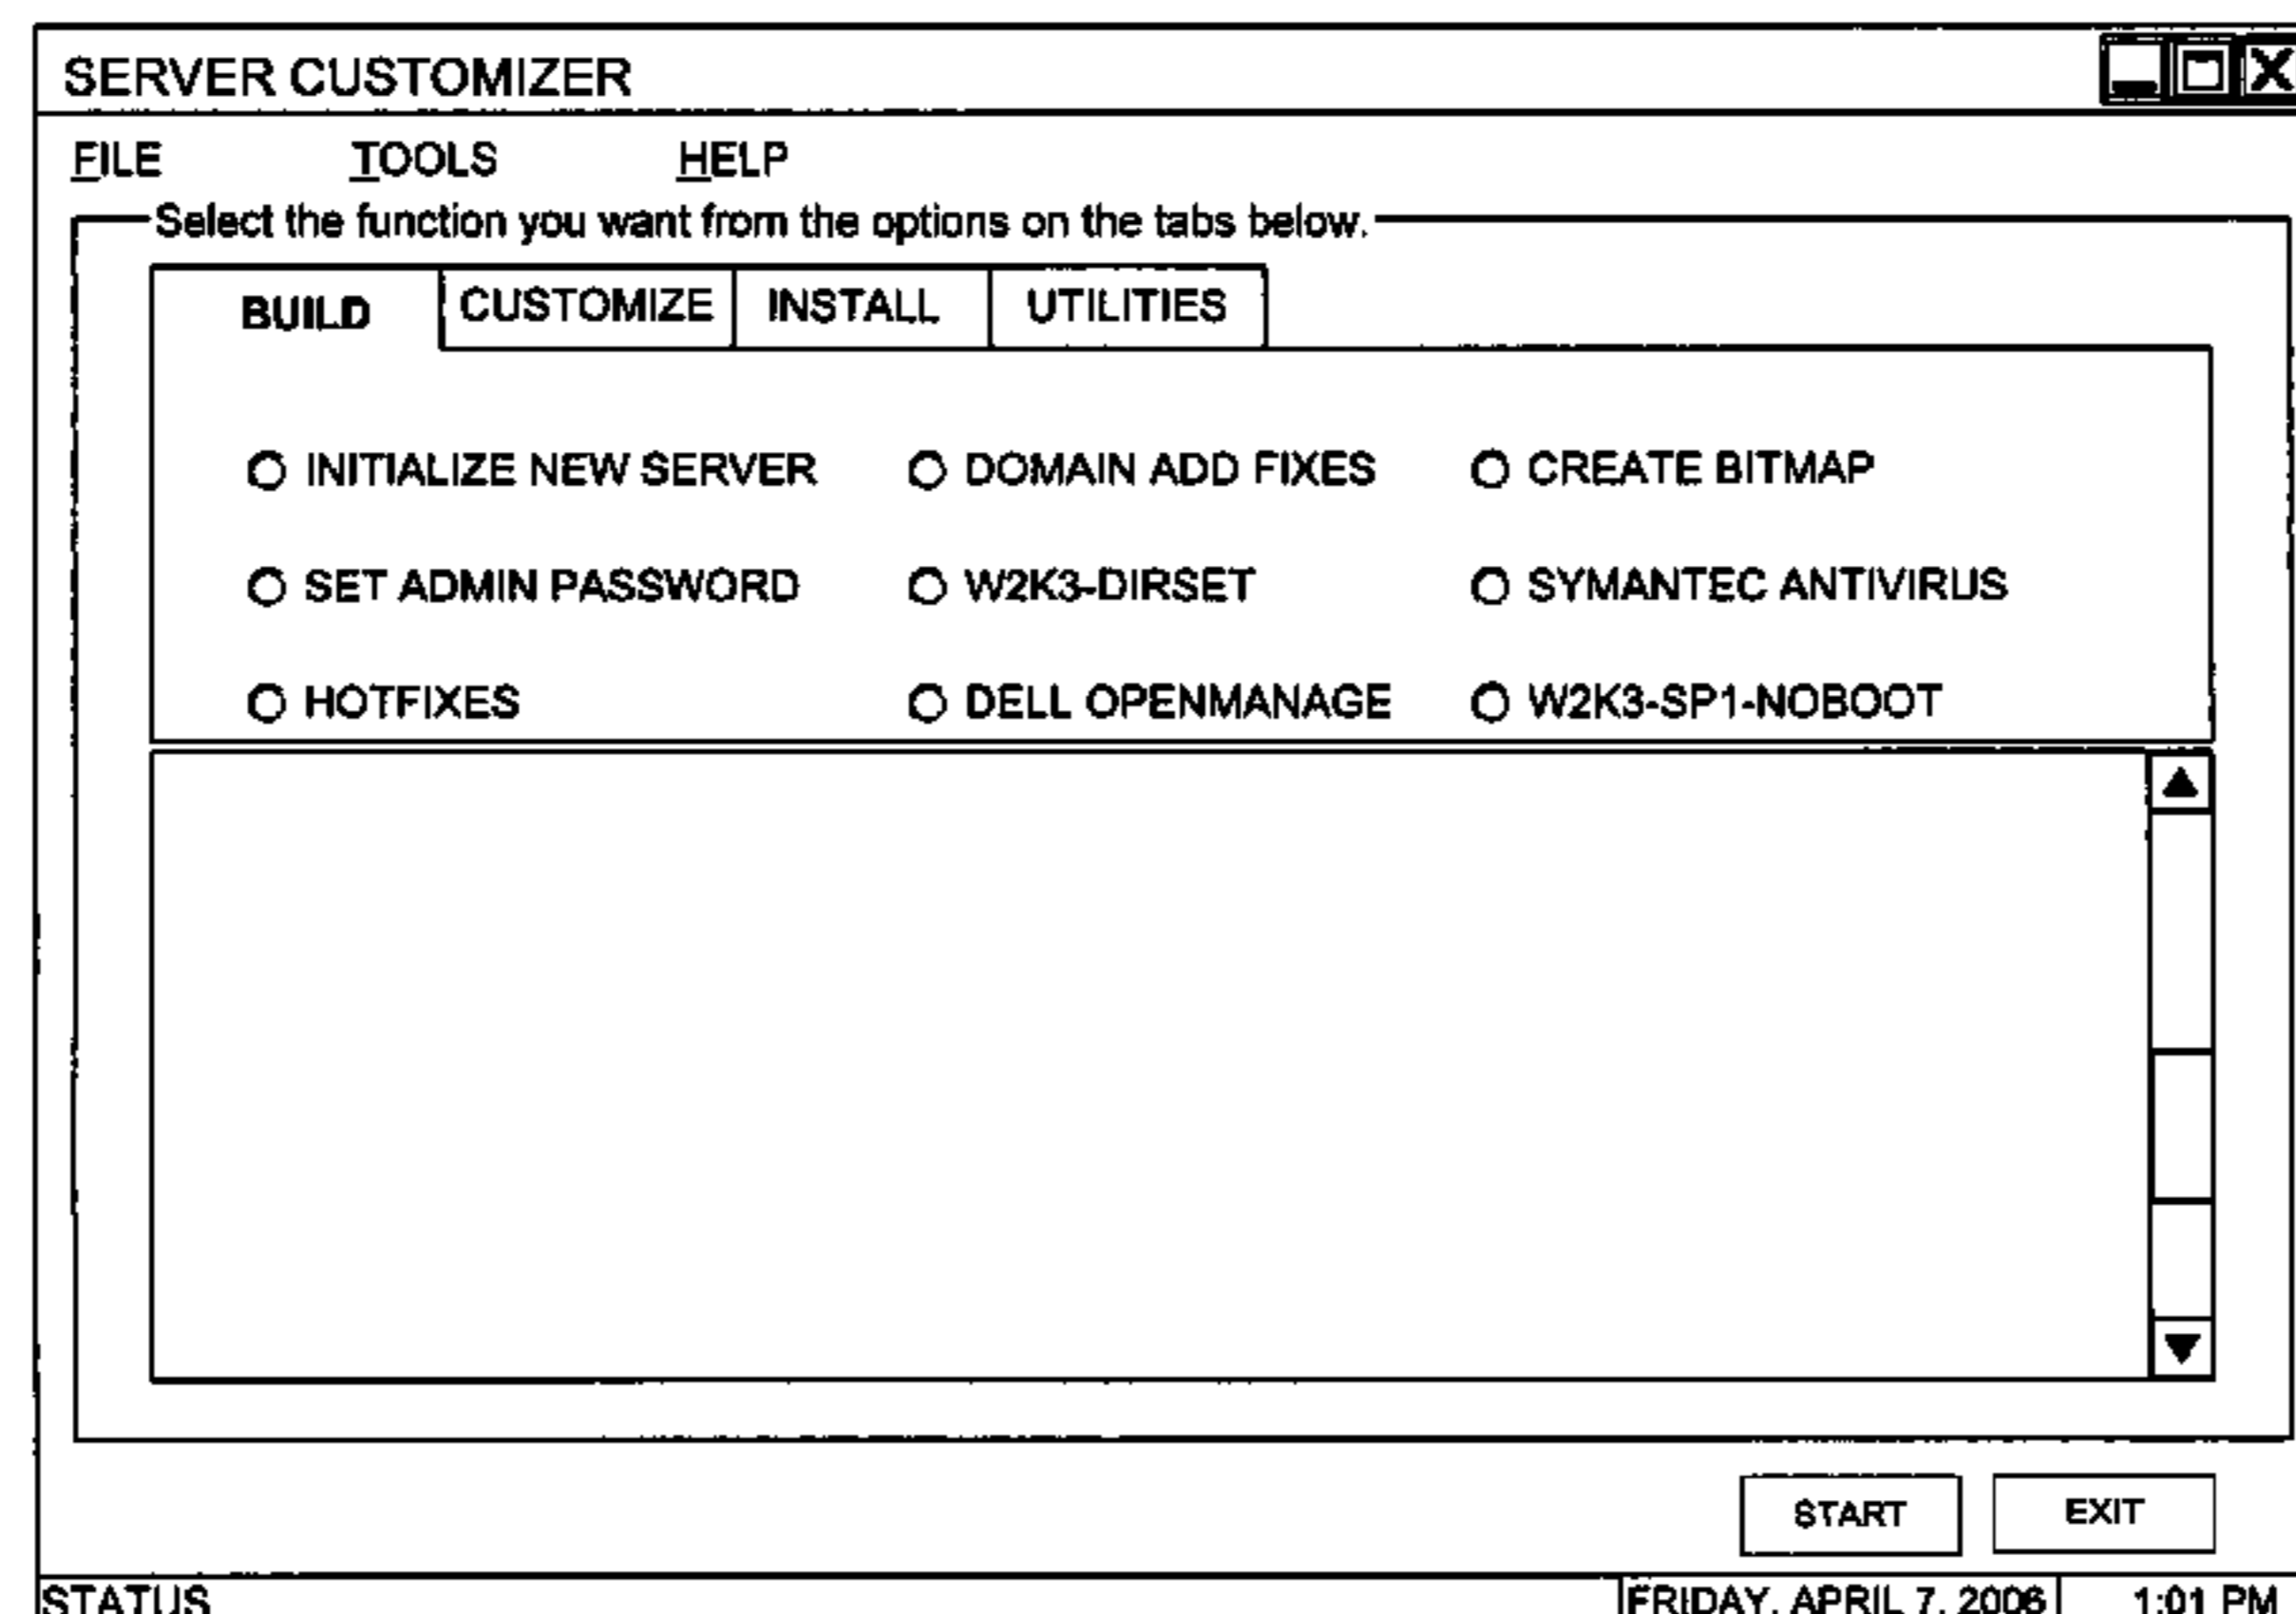 SERVER CUSTOMIZER
FILE TOOLS HELP
Select the function you want from the options on the tabs below.
BUILD CUSTOMIZE INSTALL UTILITIES
INITIALIZE NEW SERVER DOMAIN ADD FIXES CREATE BITMAP
SET ADMIN PASSWORD W2K3-DIRSET SYMANTEC ANTIVIRUS
HOTFIXES DELL OPENMANAGE W2K3-SP1-NOBOOT
START EXIT
STATUS FRIDAY, APRIL 7, 2006 1:01 PM